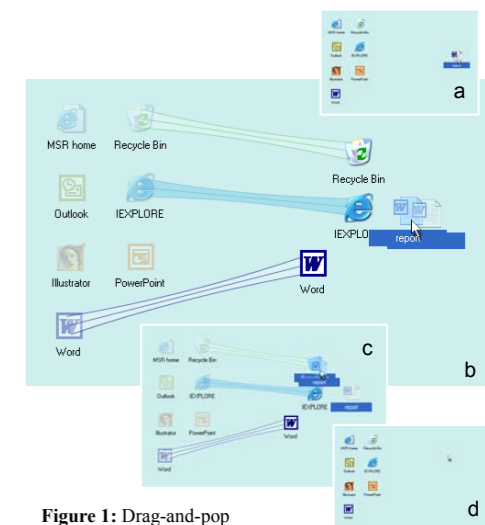 a
MSR home Recycle Bin
Recycle Bin
Outlook IEXPLORE
IEXPLO report
Illustrator PowerPoint
Word
Word
b
c
MSR home Recycle Bin
report
Outlook IEXPLORE IEXPLORE report
Illustrator PowerPoint Word
Word
d
Figure 1: Drag-and-pop